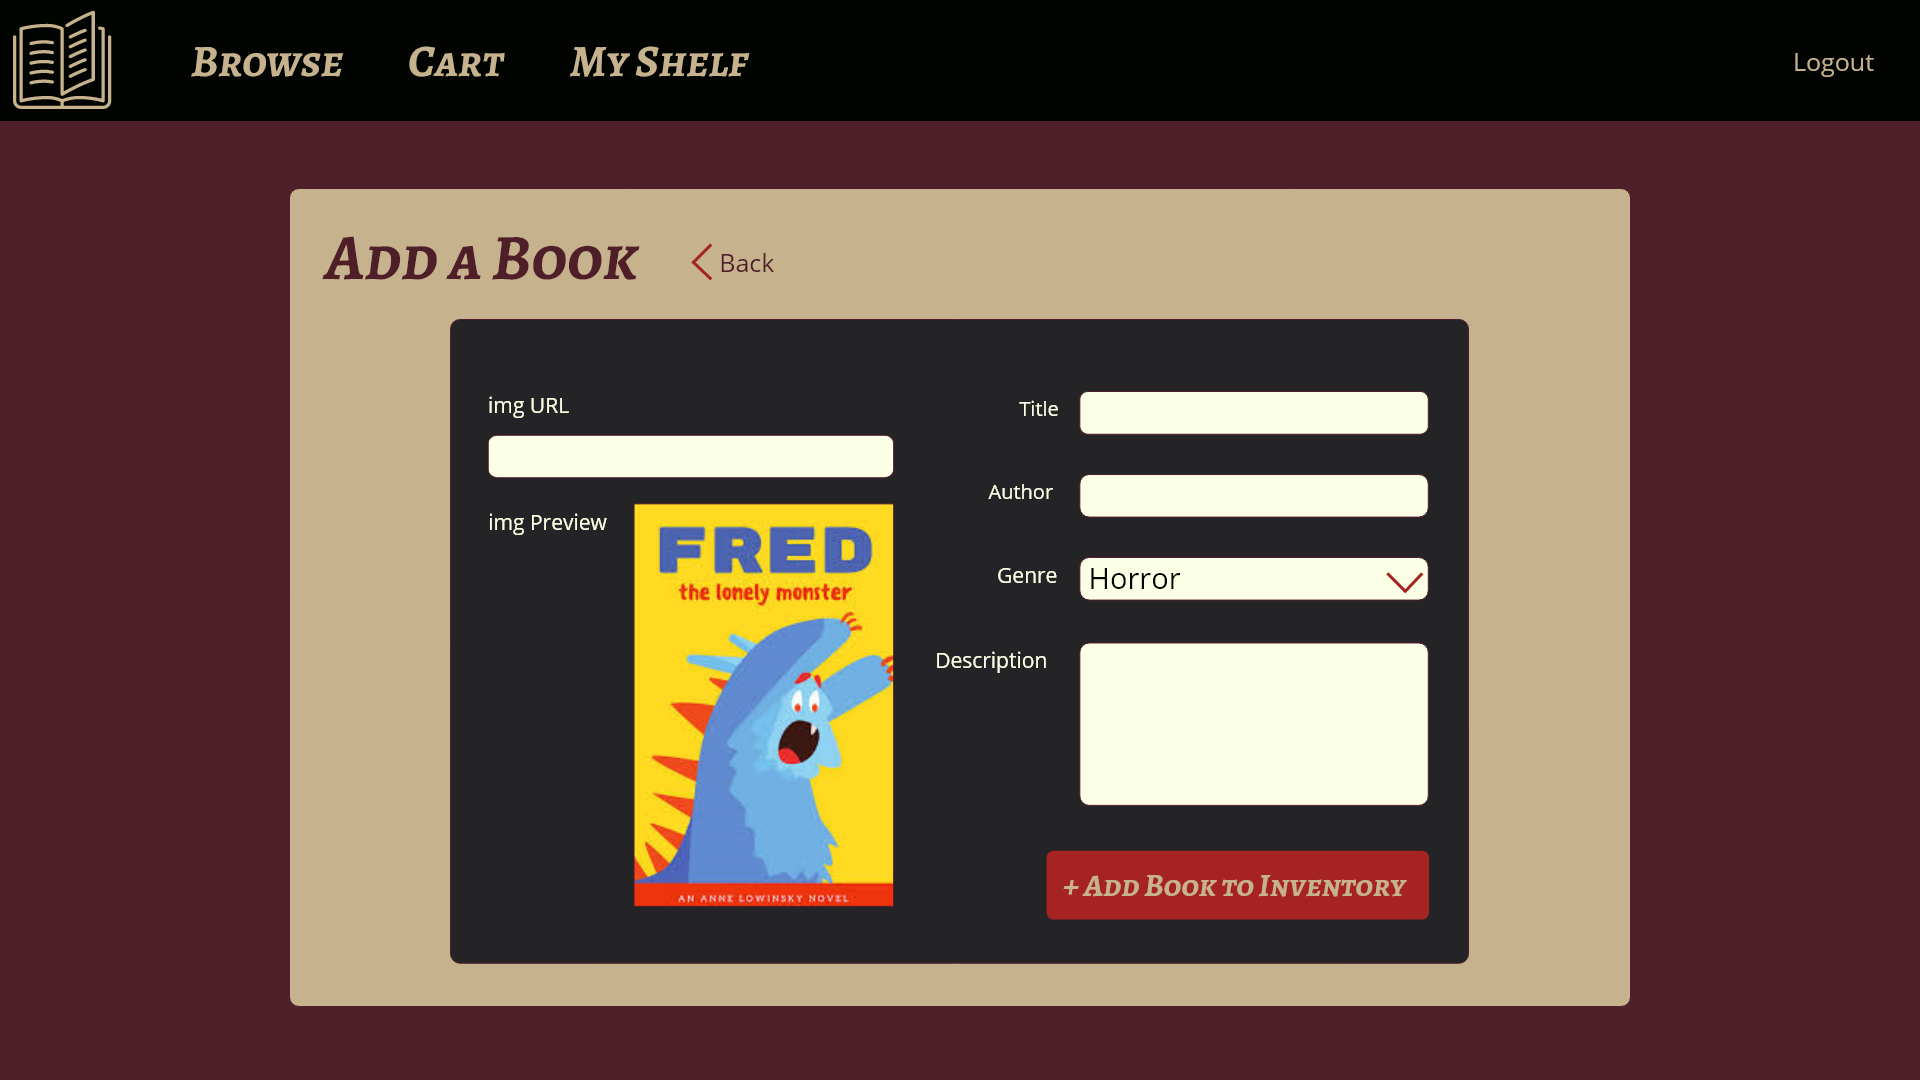 Browse
Cart
My Shelf
Logout
Add a Book
Back
img URL
img Preview
FRED
the lonely monster
AN ANNE LOWINSKY NOVEL
Title
Author
Genre
Horror
Description
+ Add Book to Inventory